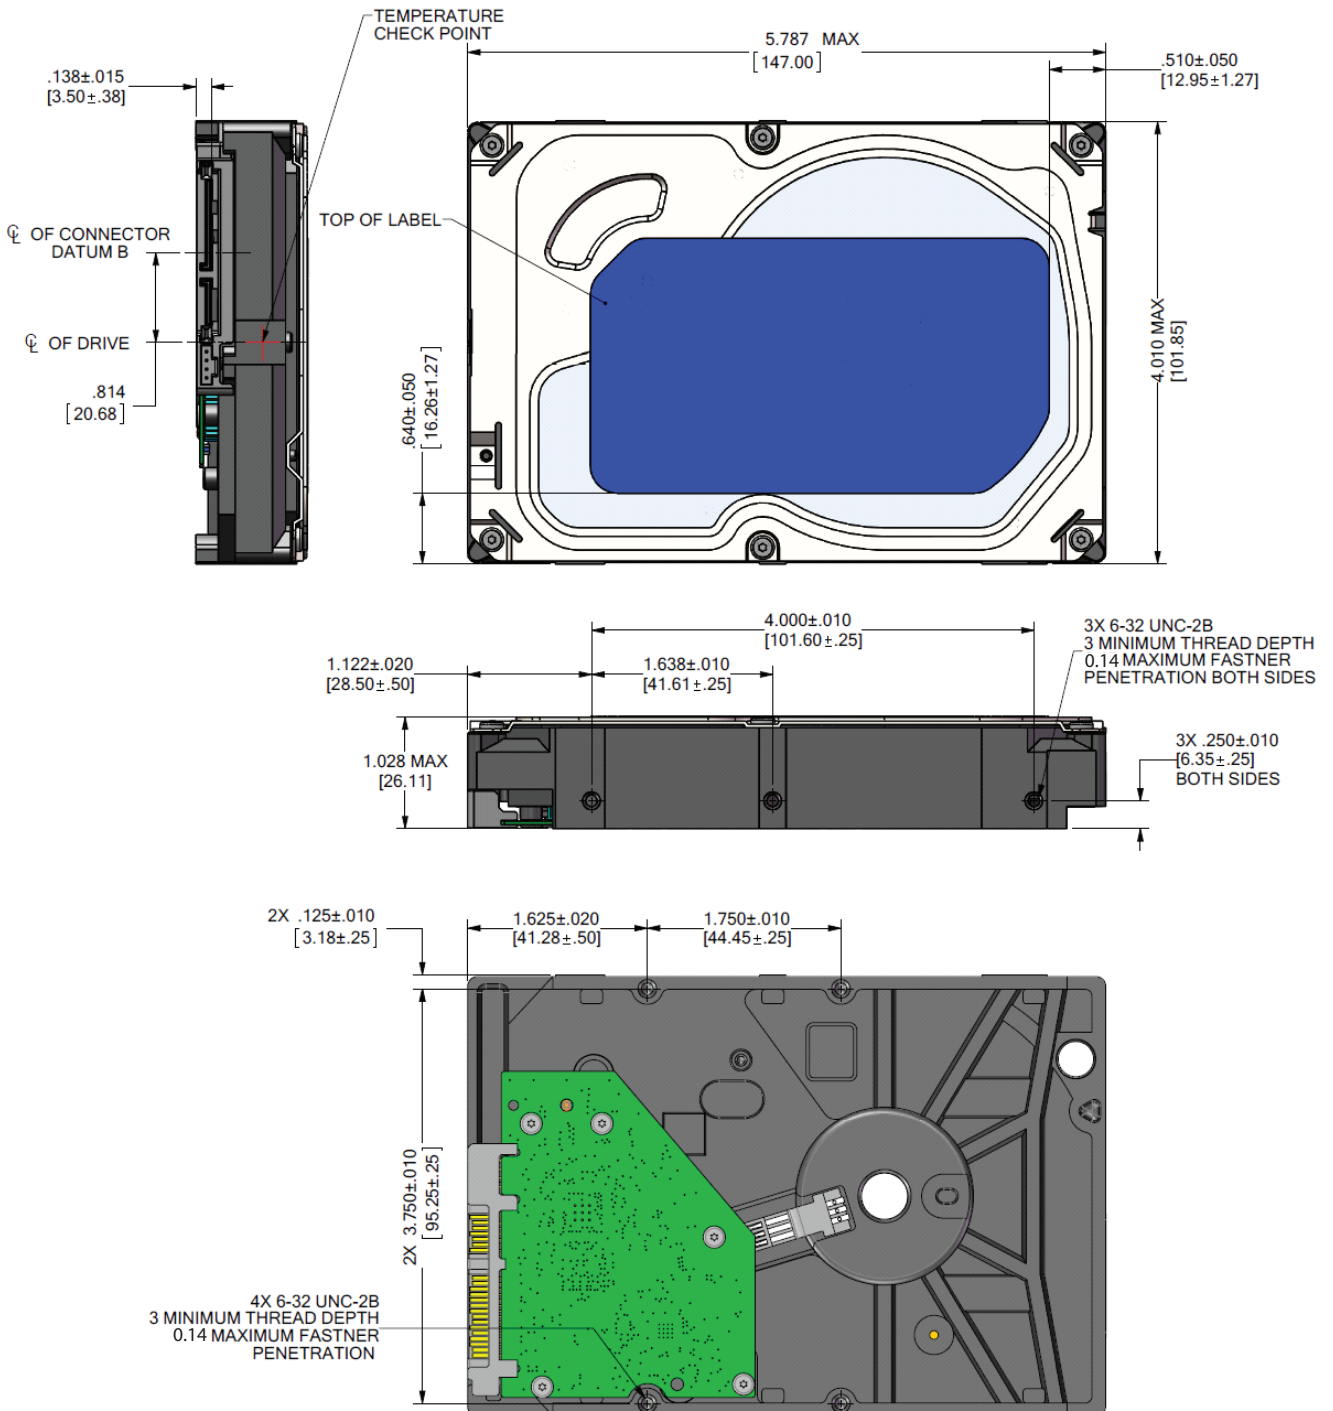 TEMPERATURE
CHECK POINT
5.787 MAX
[147.00]
.510±.050
[12.95±1.27]
.138±.015
[3.50±.38]
TOP OF LABEL
℄ OF CONNECTOR
DATUM B
℄ OF DRIVE
.814
[20.68]
.640±.050
[16.26±1.27]
4.010 MAX
[101.85]
4.000±.010
[101.60±.25]
3X 6-32 UNC-2B
3 MINIMUM THREAD DEPTH
0.14 MAXIMUM FASTNER
PENETRATION BOTH SIDES
1.122±.020
[28.50±.50]
1.638±.010
[41.61±.25]
1.028 MAX
[26.11]
3X .250±.010
[6.35±.25]
BOTH SIDES
2X .125±.010
[3.18±.25]
1.625±.020
[41.28±.50]
1.750±.010
[44.45±.25]
2X 3.750±.010
[95.25±.25]
4X 6-32 UNC-2B
3 MINIMUM THREAD DEPTH
0.14 MAXIMUM FASTNER
PENETRATION